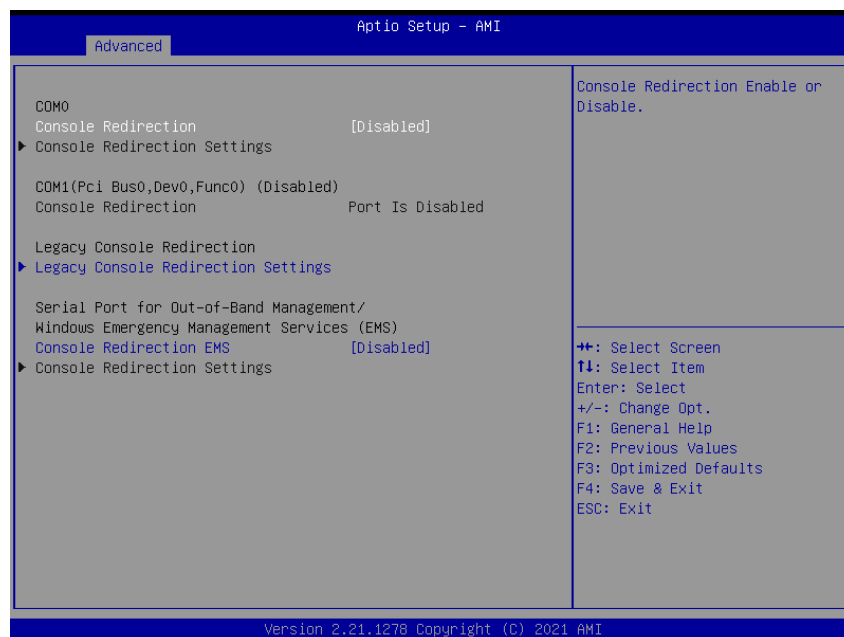 Aptio Setup – AMI
Advanced
COM0
Console Redirection [Disabled]
▶ Console Redirection Settings
COM1(Pci Bus0,Dev0,Func0) (Disabled)
Console Redirection Port Is Disabled
Legacy Console Redirection
▶ Legacy Console Redirection Settings
Serial Port for Out-of-Band Management/
Windows Emergency Management Services (EMS)
Console Redirection EMS [Disabled]
▶ Console Redirection Settings
Console Redirection Enable or
Disable.
→←: Select Screen
↑↓: Select Item
Enter: Select
+/-: Change Opt.
F1: General Help
F2: Previous Values
F3: Optimized Defaults
F4: Save & Exit
ESC: Exit
Version 2.21.1278 Copyright (C) 2021 AMI